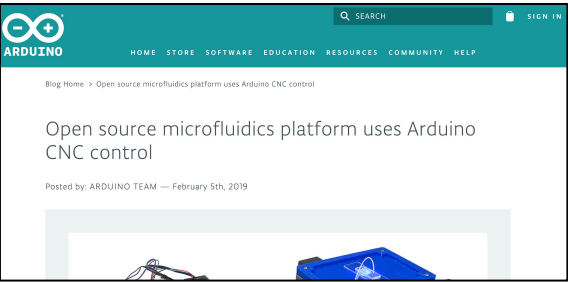 SEARCH
SIGN IN
ARDUINO
HOME STORE SOFTWARE EDUCATION RESOURCES COMMUNITY HELP
Blog Home > Open source microfluidics platform uses Arduino CNC control
Open source microfluidics platform uses Arduino
CNC control
Posted by: ARDUINO TEAM — February 5th, 2019